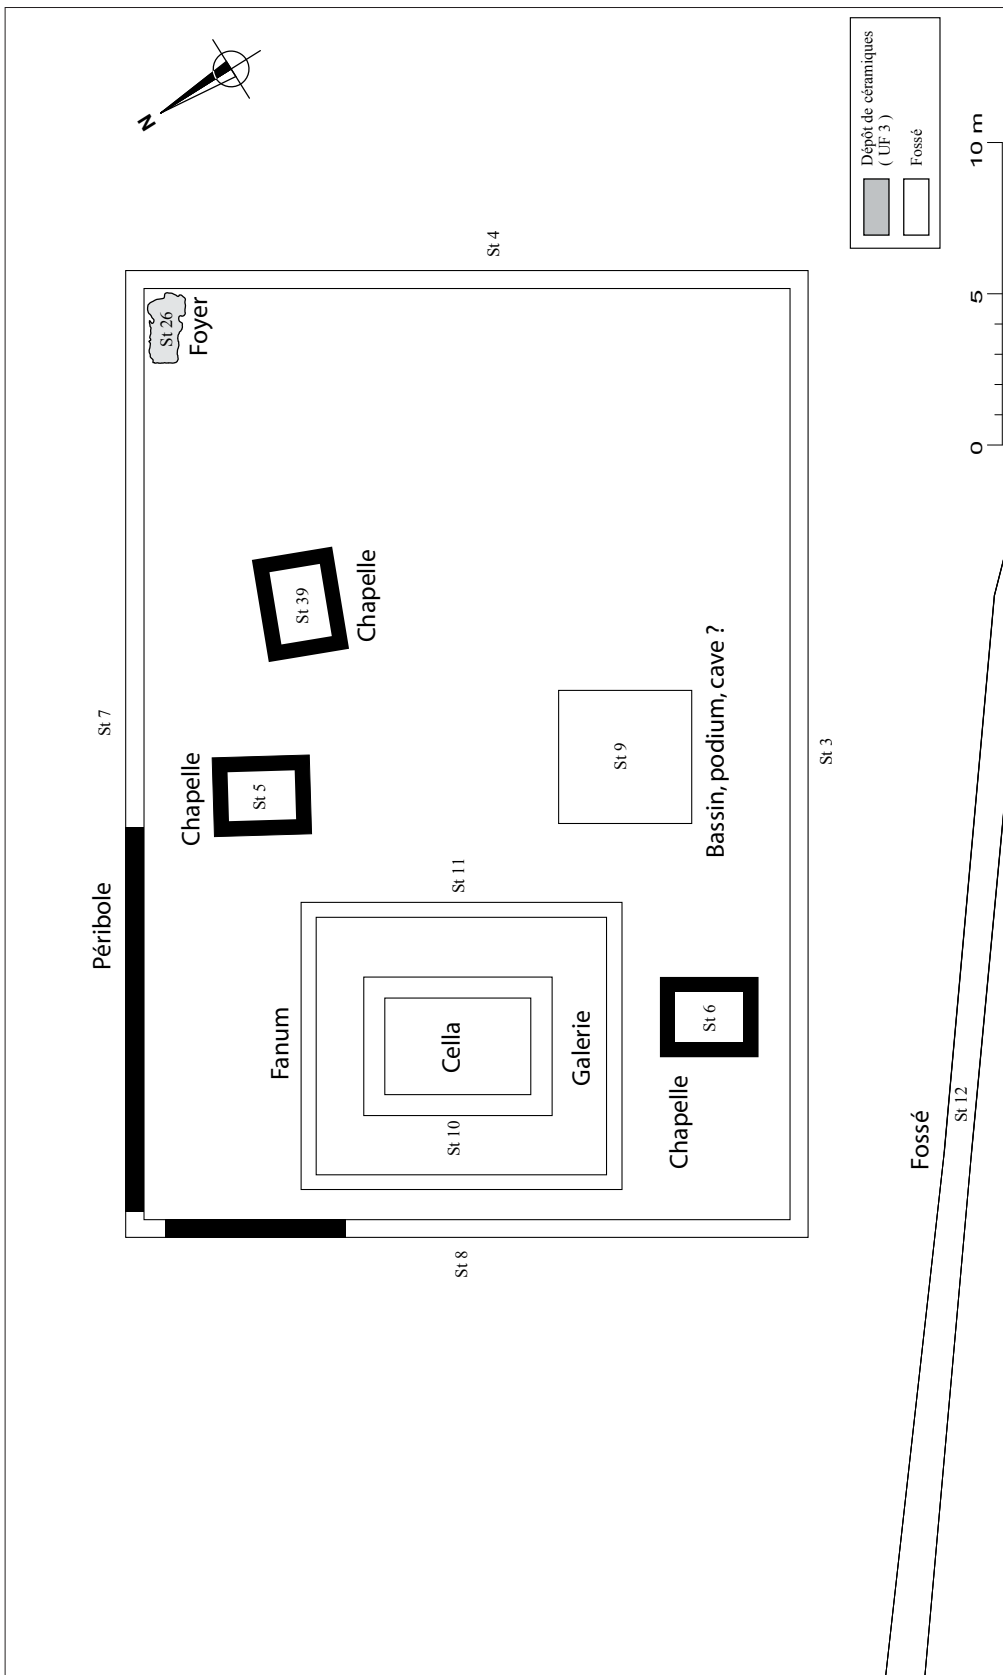 N
Péribole
St 7
Chapelle
St 5
Chapelle
St 39
St 26
Foyer
St 4
Fanum
St 11
Cella
St 10
Galerie
St 8
St 9
Bassin, podium, cave ?
St 6
Chapelle
St 3
Fossé
St 12
Dépôt de céramiques
( UF 3 )
Fossé
0 5 10 m